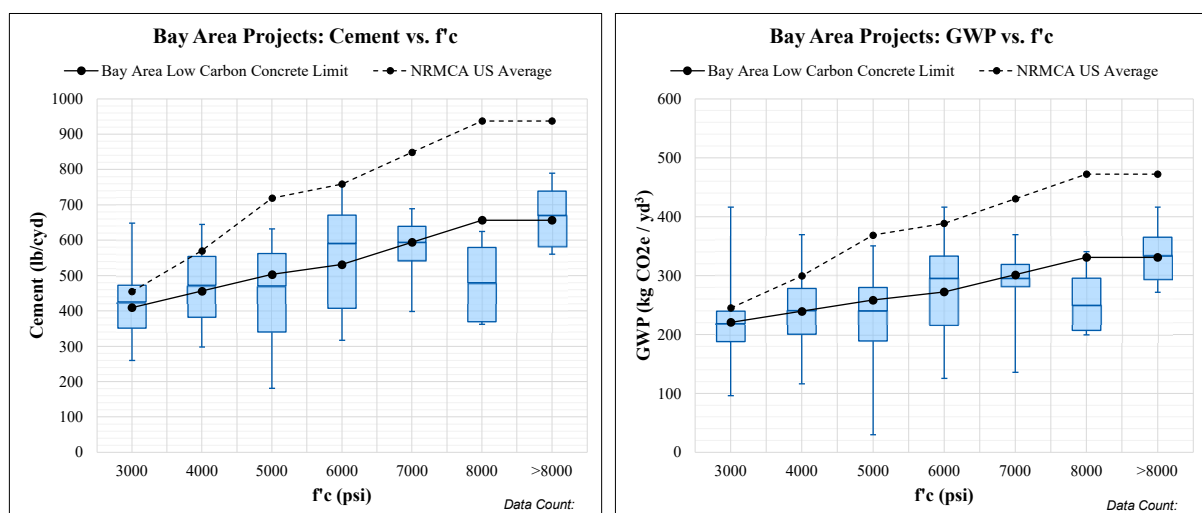 Bay Area Projects: Cement vs. f'c
Bay Area Low Carbon Concrete Limit NRMCA US Average
1000
900
800
700
600
500
400
300
200
100
0
Cement (lb/cyd)
3000 4000 5000 6000 7000 8000 >8000
f'c (psi)
Data Count:
Bay Area Projects: GWP vs. f'c
Bay Area Low Carbon Concrete Limit NRMCA US Average
600
500
400
300
200
100
0
GWP (kg CO2e / yd³)
3000 4000 5000 6000 7000 8000 >8000
f'c (psi)
Data Count: